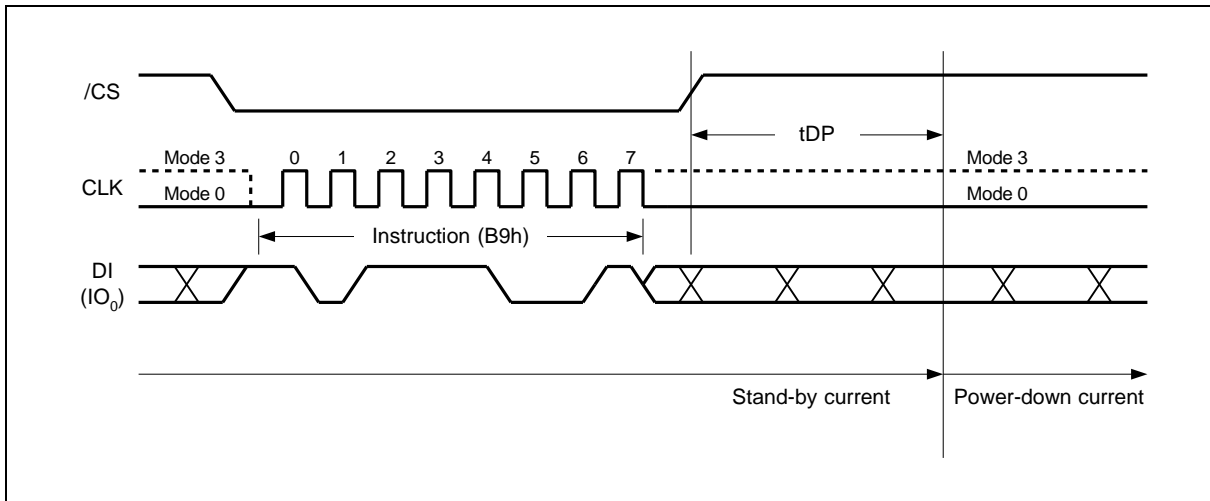 /CS
tDP
Mode 3 0 1 2 3 4 5 6 7 Mode 3
CLK
Mode 0 Mode 0
Instruction (B9h)
DI
(IO0)
Stand-by current Power-down current